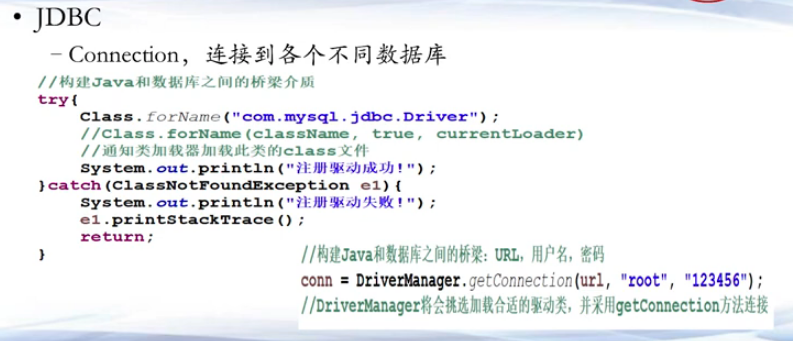 • JDBC
– Connection，连接到各个不同数据库
//构建Java和数据库之间的桥梁介质
try{
    Class.forName("com.mysql.jdbc.Driver");
    //Class.forName(className, true, currentLoader)
    //通知类加载器加载此类的class文件
    System.out.println("注册驱动成功!");
}catch(ClassNotFoundException e1){
    System.out.println("注册驱动失败!");
    e1.printStackTrace();
    return;
}
//构建Java和数据库之间的桥梁：URL，用户名，密码
conn = DriverManager.getConnection(url, "root", "123456");
//DriverManager将会挑选加载合适的驱动类，并采用getConnection方法连接